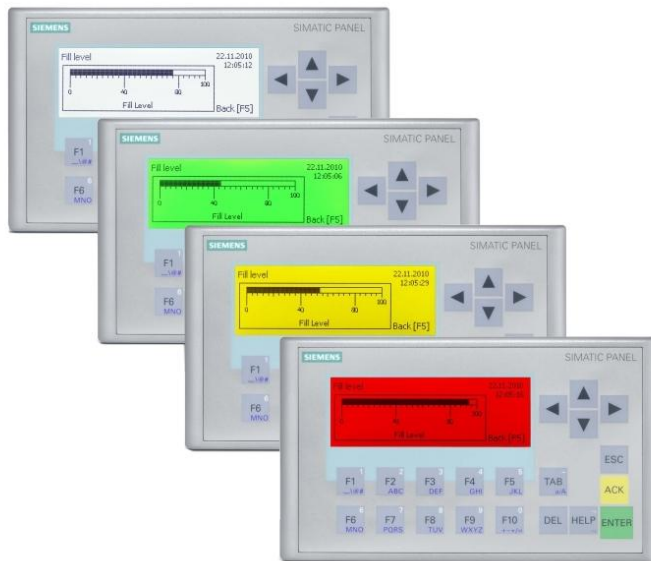 SIEMENS
SIMATIC PANEL
Fill level
22.11.2010
12:05:12
0 40 80 100
Fill Level
Back [F5]
F1
_..\@#
F6
MNO
SIEMENS
SIMATIC PANEL
Fill level
22.11.2010
12:05:06
0 40 80 100
Fill Level
Back [F5]
F1
F6
SIEMENS
SIMATIC PANEL
Fill level
22.11.2010
12:05:29
0 40 80 100
Fill Level
Back [F5]
F1
F6
MNO
SIEMENS
SIMATIC PANEL
Fill level
0 40 80 100
Fill Level
Back [F5]
ESC
F1 F2 F3 F4 F5 TAB
ABC DEF GHI JKL
ACK
F6 F7 F8 F9 F10 DEL HELP ENTER
MNO PQRS TUV WXYZ